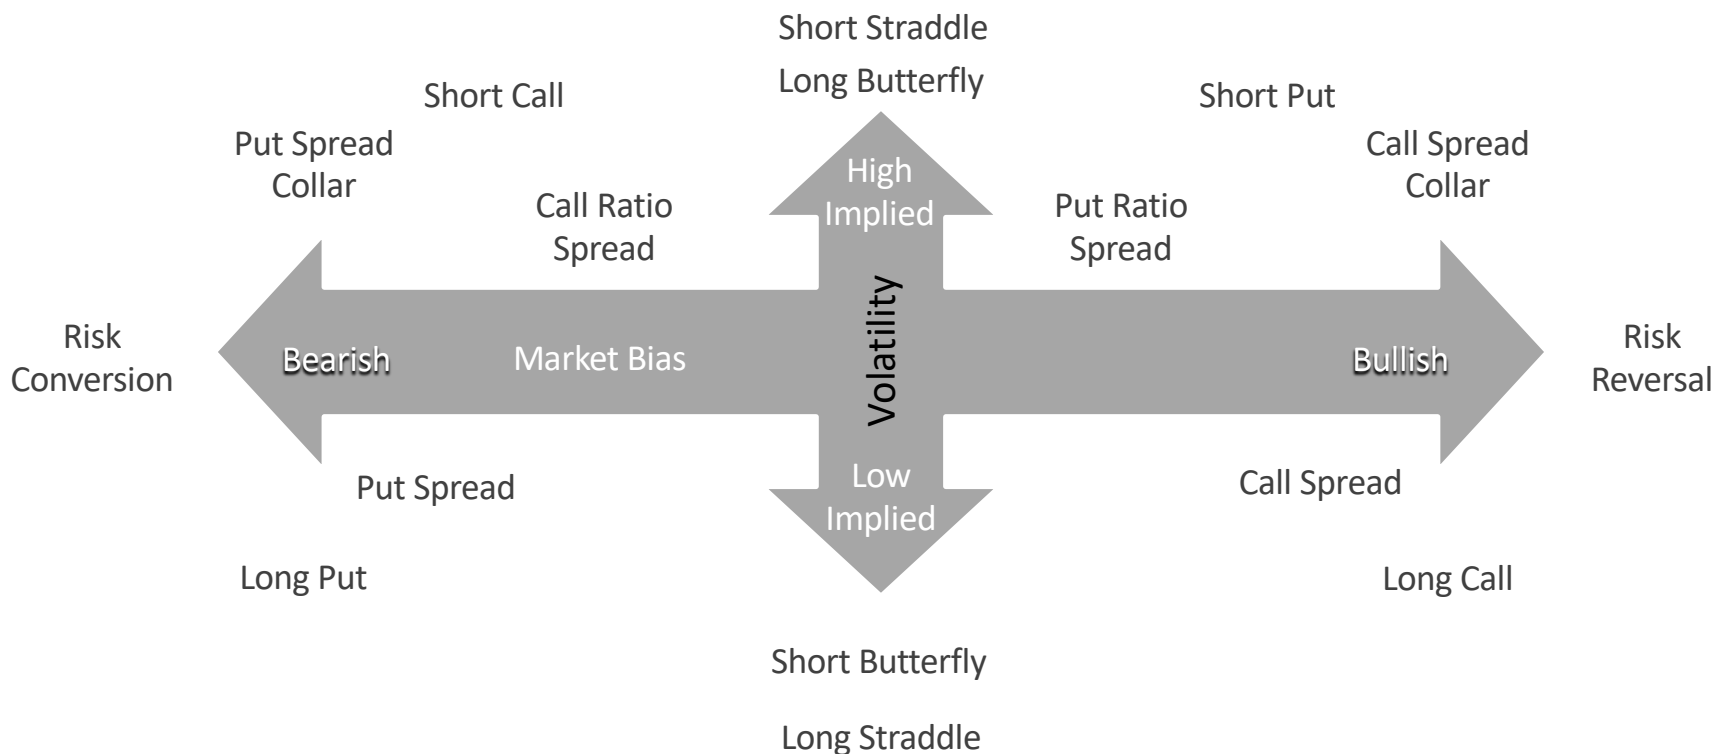 Short Straddle
Long Butterfly
Short Call
Short Put
Put Spread
Collar
Call Spread
Collar
High
Implied
Call Ratio
Spread
Put Ratio
Spread
Volatility
Risk
Conversion
Bearish
Market Bias
Bullish
Risk
Reversal
Low
Implied
Put Spread
Call Spread
Long Put
Long Call
Short Butterfly
Long Straddle